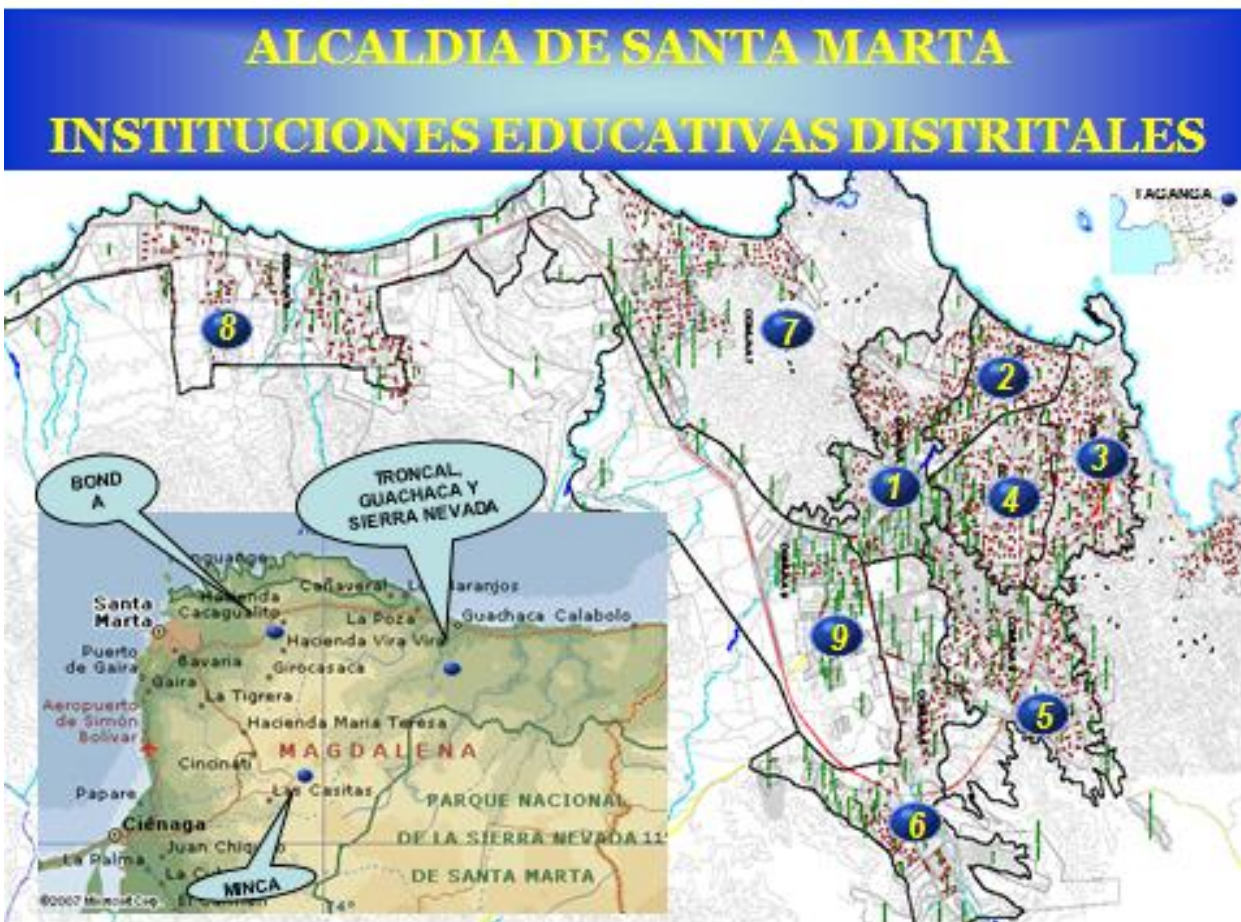 ALCALDIA DE SANTA MARTA
INSTITUCIONES EDUCATIVAS DISTRITALES
TAGANGA
8
7
2
3
1
4
9
5
6
BOND
A
TRONCAL,
GUACHACA Y
SIERRA NEVADA
Cañaveral
Naranjos
Hacienda
Cacagualito
La Poza
Guachaca Calabolo
Santa
Marta
Hacienda Vira Vira
Puerto
de Gaira
Bavaria
Girocasaca
Gaira
La Tigrera
Aeropuerto
de Simón
Bolívar
Hacienda Maria Teresa
MAGDALENA
Cincinati
Papare
Las Casitas
PARQUE NACIONAL
Ciénaga
DE LA SIERRA NEVADA 11°
La Palma
DE SANTA MARTA
MINCA
©2007 Microsoft Corp
74°